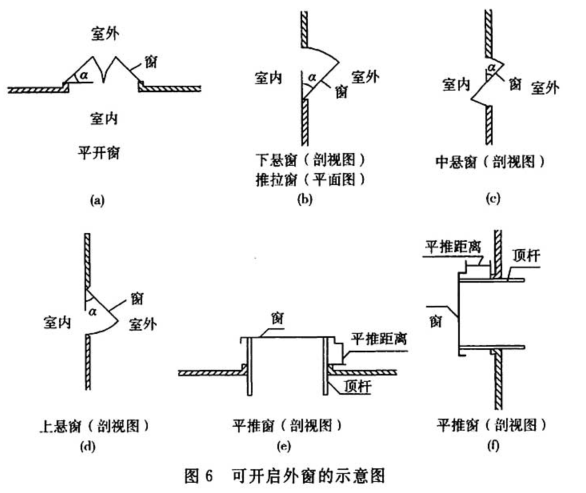 室外
窗
α
室内
平开窗
(a)
室内
α
室外
窗
下悬窗（剖视图）
推拉窗（平面图）
(b)
室内
α
窗
室外
中悬窗（剖视图）
(c)
窗
α
室内
室外
上悬窗（剖视图）
(d)
窗
平推距离
顶杆
平推窗（剖视图）
(e)
平推距离
顶杆
窗
平推窗（剖视图）
(f)
图 6 可开启外窗的示意图